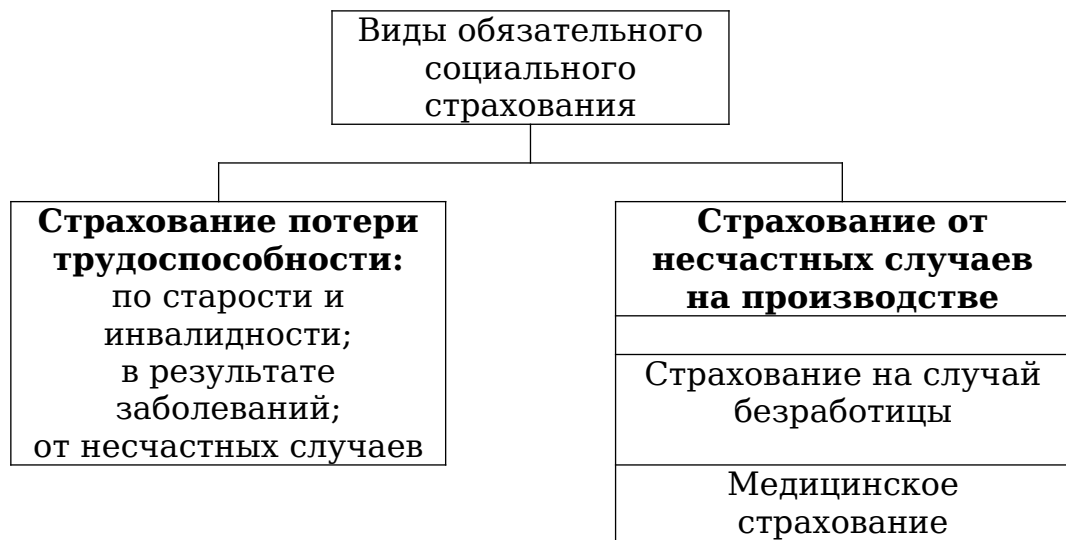 Виды обязательного
социального
страхования
Страхование потери
трудоспособности:
по старости и
инвалидности;
в результате
заболеваний;
от несчастных случаев
Страхование от
несчастных случаев
на производстве
Страхование на случай
безработицы
Медицинское
страхование